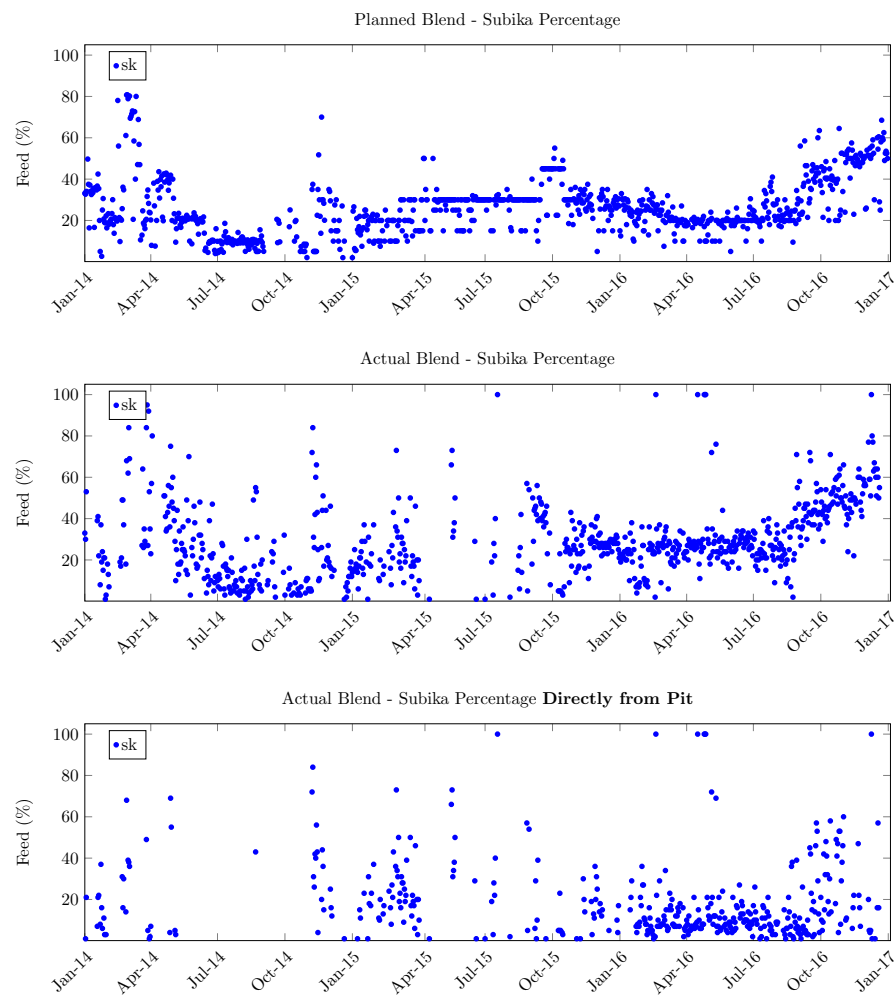 Planned Blend - Subika Percentage
100
sk
80
60
40
20
Feed (%)
Jan-14 Apr-14 Jul-14 Oct-14 Jan-15 Apr-15 Jul-15 Oct-15 Jan-16 Apr-16 Jul-16 Oct-16 Jan-17
Actual Blend - Subika Percentage
100
sk
80
60
40
20
Feed (%)
Jan-14 Apr-14 Jul-14 Oct-14 Jan-15 Apr-15 Jul-15 Oct-15 Jan-16 Apr-16 Jul-16 Oct-16 Jan-17
Actual Blend - Subika Percentage Directly from Pit
100
sk
80
60
40
20
Feed (%)
Jan-14 Apr-14 Jul-14 Oct-14 Jan-15 Apr-15 Jul-15 Oct-15 Jan-16 Apr-16 Jul-16 Oct-16 Jan-17